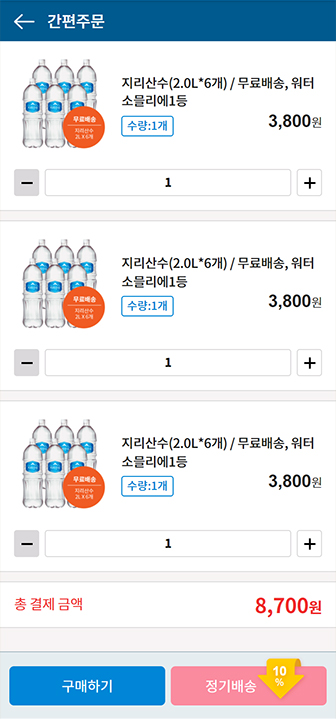 간편주문
지리산수(2.0L*6개) / 무료배송, 워터
소믈리에1등
수량:1개
3,800원
무료배송
지리산수
2L X 6개
1
지리산수(2.0L*6개) / 무료배송, 워터
소믈리에1등
수량:1개
3,800원
무료배송
지리산수
2L X 6개
1
지리산수(2.0L*6개) / 무료배송, 워터
소믈리에1등
수량:1개
3,800원
무료배송
지리산수
2L X 6개
1
총 결제 금액
8,700원
구매하기
정기배송
10
%